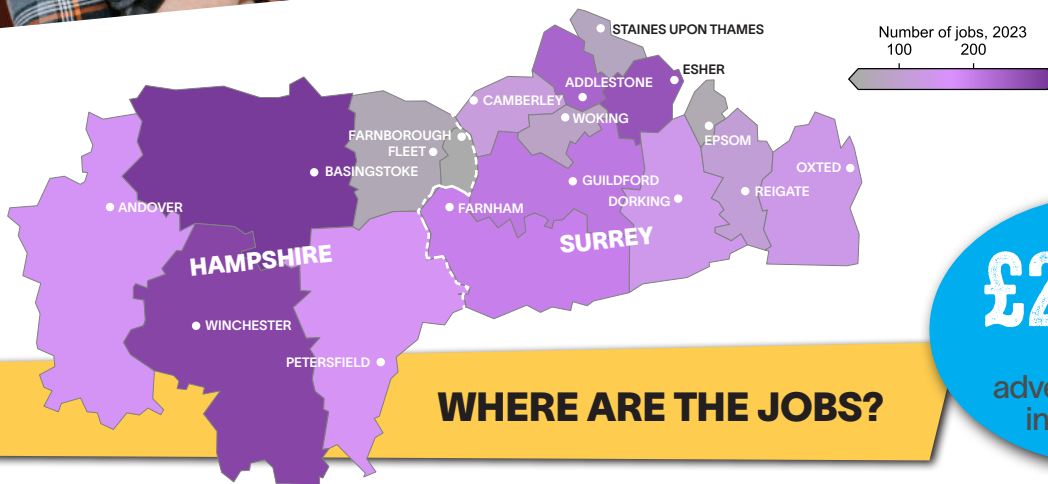 STAINES UPON THAMES
Number of jobs, 2023
100 200
ESHER
ADDLESTONE
CAMBERLEY
WOKING
FARNBOROUGH
FLEET
EPSOM
BASINGSTOKE
OXTED
GUILDFORD
REIGATE
DORKING
ANDOVER
FARNHAM
SURREY
HAMPSHIRE
WINCHESTER
PETERSFIELD
WHERE ARE THE JOBS?
£2
adve
in